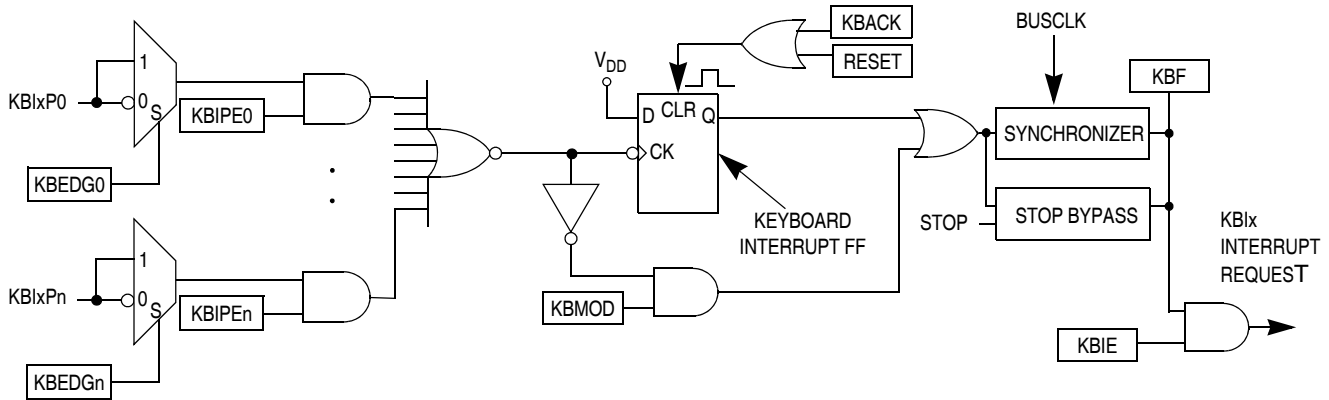 KBACK
RESET
BUSCLK
VDD
KBF
1
KBIxP0
0
S
KBIPE0
D CLR Q
CK
SYNCHRONIZER
KBEDG0
KEYBOARD
INTERRUPT FF
STOP
STOP BYPASS
KBIx
INTERRUPT
REQUEST
1
KBIxPn
0
S
KBIPEn
KBMOD
KBIE
KBEDGn